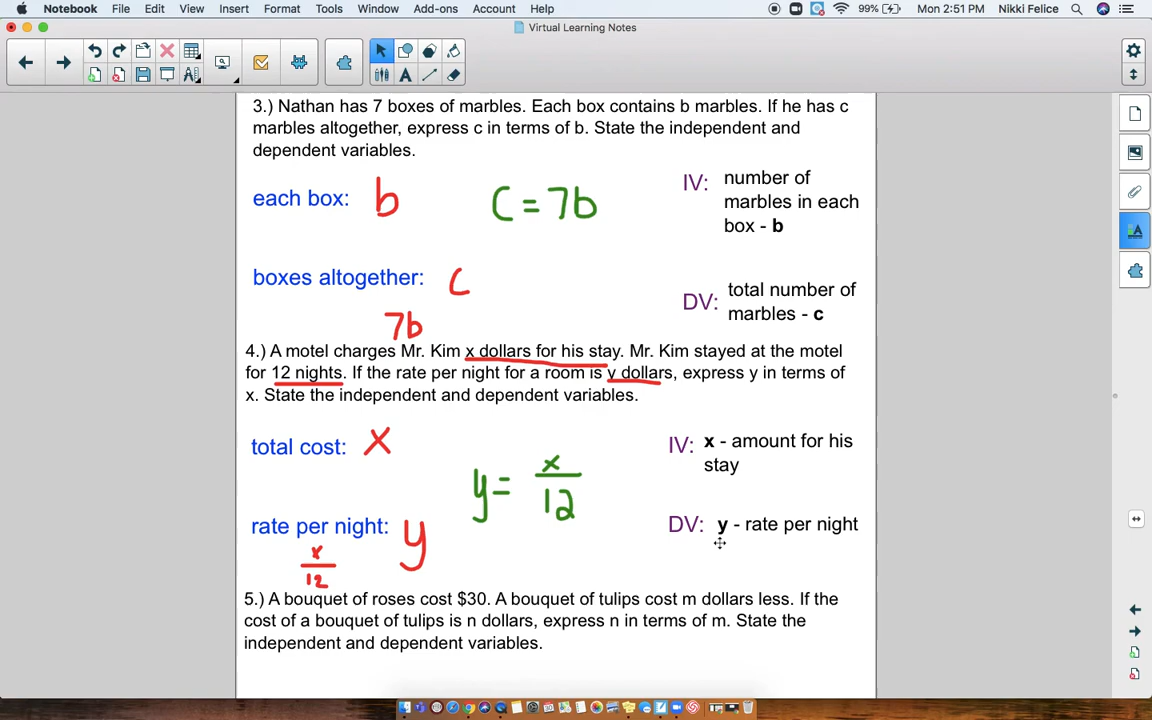 Notebook File Edit View Insert Format Tools Window Add-ons Account Help 99% Mon 2:51 PM Nikki Felice
Virtual Learning Notes
3.) Nathan has 7 boxes of marbles. Each box contains b marbles. If he has c
marbles altogether, express c in terms of b. State the independent and
dependent variables.
each box: b
C = 7b
IV: number of
marbles in each
box - b
boxes altogether: C
7b
DV: total number of
marbles - c
4.) A motel charges Mr. Kim x dollars for his stay. Mr. Kim stayed at the motel
for 12 nights. If the rate per night for a room is y dollars, express y in terms of
x. State the independent and dependent variables.
total cost: x
y = x
12
IV: x - amount for his
stay
rate per night: y
x
12
DV: y - rate per night
5.) A bouquet of roses cost $30. A bouquet of tulips cost m dollars less. If the
cost of a bouquet of tulips is n dollars, express n in terms of m. State the
independent and dependent variables.